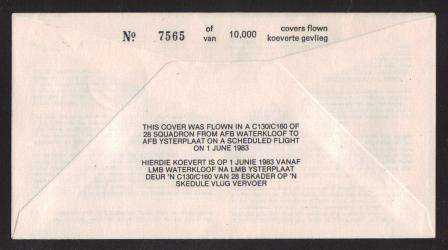 Nº 7565 of van 10,000 covers flown koeverte gevlieg
THIS COVER WAS FLOWN IN A C130/C160 OF
28 SQUADRON FROM AFB WATERKLOOF TO
AFB YSTERPLAAT ON A SCHEDULED FLIGHT
ON 1 JUNE 1983
HIERDIE KOEVERT IS OP 1 JUNIE 1983 VANAF
LMB WATERKLOOF NA LMB YSTERPLAAT
DEUR 'N C130/C160 VAN 28 ESKADER OP 'N
SKEDULE VLUG VERVOER